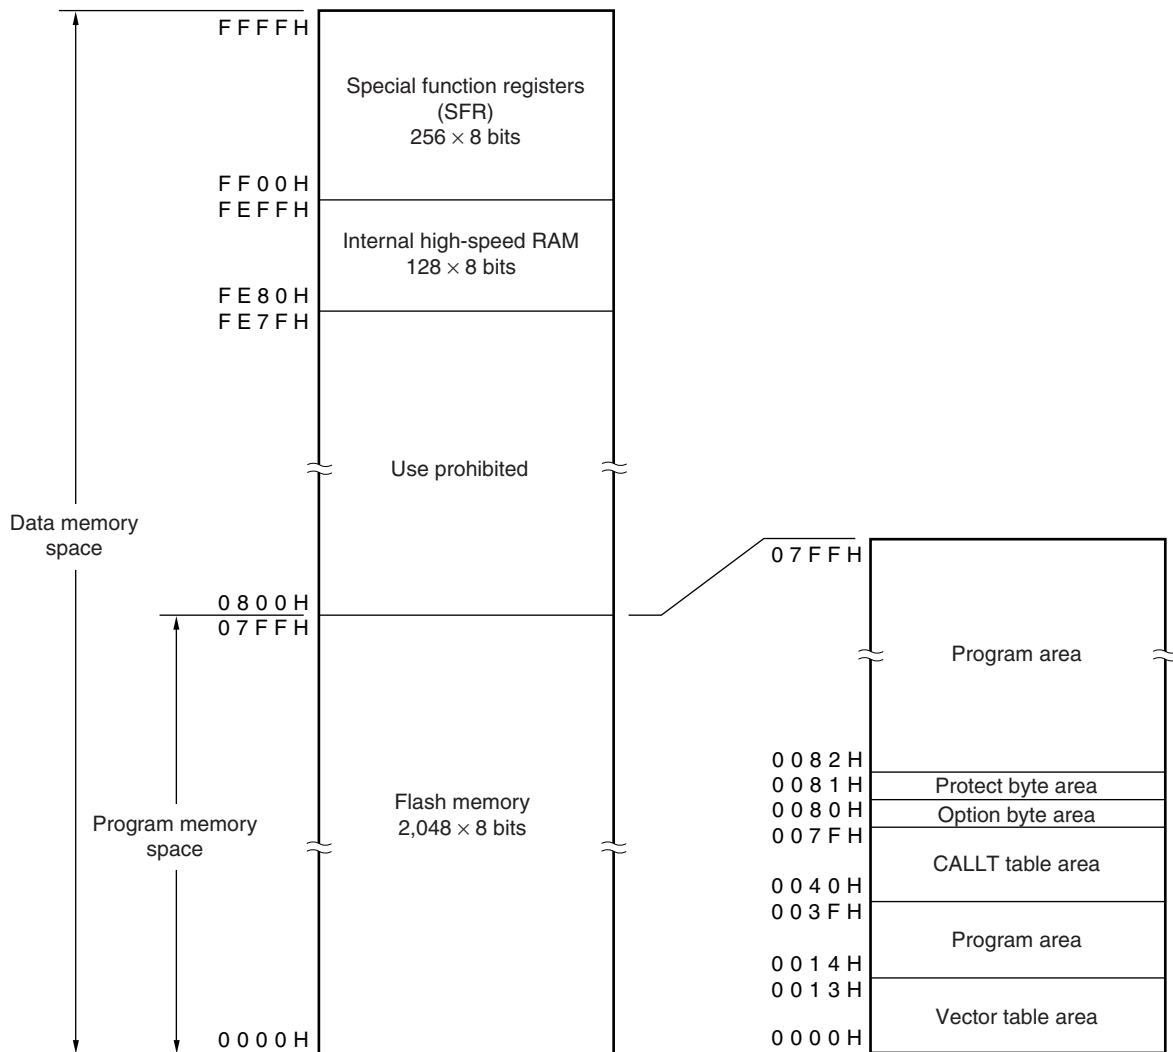 FFFFH
Special function registers
(SFR)
256 × 8 bits
FF00H
FEFFH
Internal high-speed RAM
128 × 8 bits
FE80H
FE7FH
Use prohibited
Data memory
space
0800H
07FFH
Program memory
space
Flash memory
2,048 × 8 bits
0000H
07FFH
Program area
0082H
0081H
Protect byte area
0080H
Option byte area
007FH
CALLT table area
0040H
003FH
Program area
0014H
0013H
Vector table area
0000H